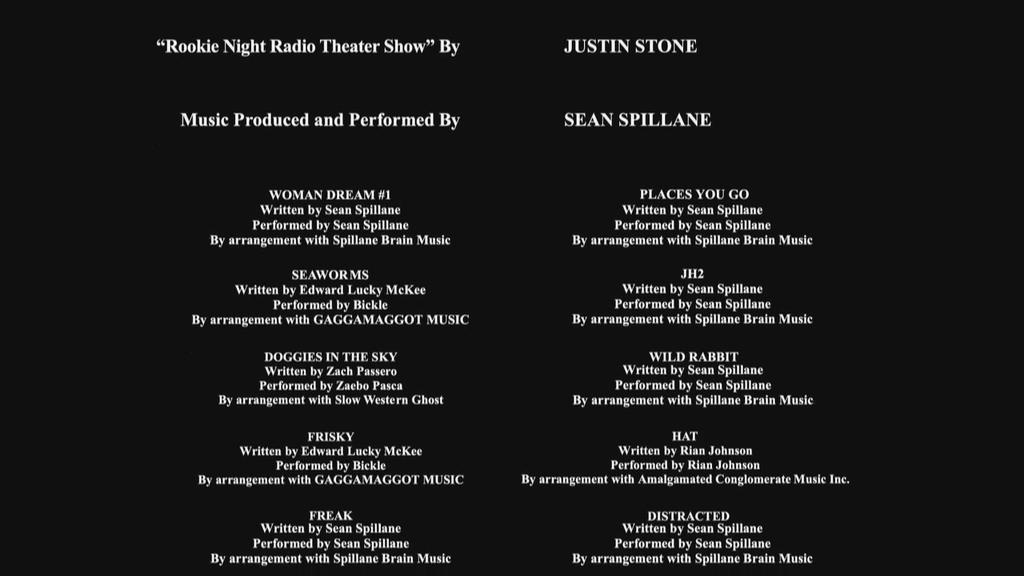 “Rookie Night Radio Theater Show” By JUSTIN STONE
Music Produced and Performed By SEAN SPILLANE
WOMAN DREAM #1
Written by Sean Spillane
Performed by Sean Spillane
By arrangement with Spillane Brain Music
SEAWORMS
Written by Edward Lucky McKee
Performed by Bickle
By arrangement with GAGGAMAGGOT MUSIC
DOGGIES IN THE SKY
Written by Zach Passero
Performed by Zaebo Pasca
By arrangement with Slow Western Ghost
FRISKY
Written by Edward Lucky McKee
Performed by Bickle
By arrangement with GAGGAMAGGOT MUSIC
FREAK
Written by Sean Spillane
Performed by Sean Spillane
By arrangement with Spillane Brain Music
PLACES YOU GO
Written by Sean Spillane
Performed by Sean Spillane
By arrangement with Spillane Brain Music
JH2
Written by Sean Spillane
Performed by Sean Spillane
By arrangement with Spillane Brain Music
WILD RABBIT
Written by Sean Spillane
Performed by Sean Spillane
By arrangement with Spillane Brain Music
HAT
Written by Rian Johnson
Performed by Rian Johnson
By arrangement with Amalgamated Conglomerate Music Inc.
DISTRACTED
Written by Sean Spillane
Performed by Sean Spillane
By arrangement with Spillane Brain Music